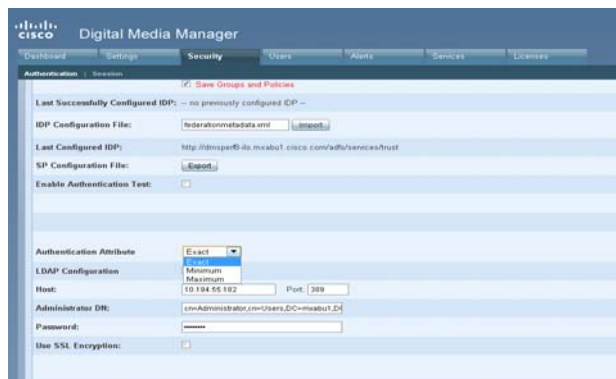 CISCO Digital Media Manager
Dashboard Settings Security Users Alerts Services Licenses
Authentication | Session
Save Groups and Policies
Last Successfully Configured IDP: -- no previously configured IDP --
IDP Configuration File: federationmetadata.xml Import
Last Configured IDP: http://dmsperf8-ilo.mxabu1.cisco.com/adfs/services/trust
SP Configuration File: Export
Enable Authentication Test:
Authentication Attribute Exact
Exact
LDAP Configuration Minimum
Maximum
Host: 10.194.55.182 Port: 389
Administrator DN: cn=Administrator,cn=Users,DC=mxabu1,D
Password: ••••••••
Use SSL Encryption: